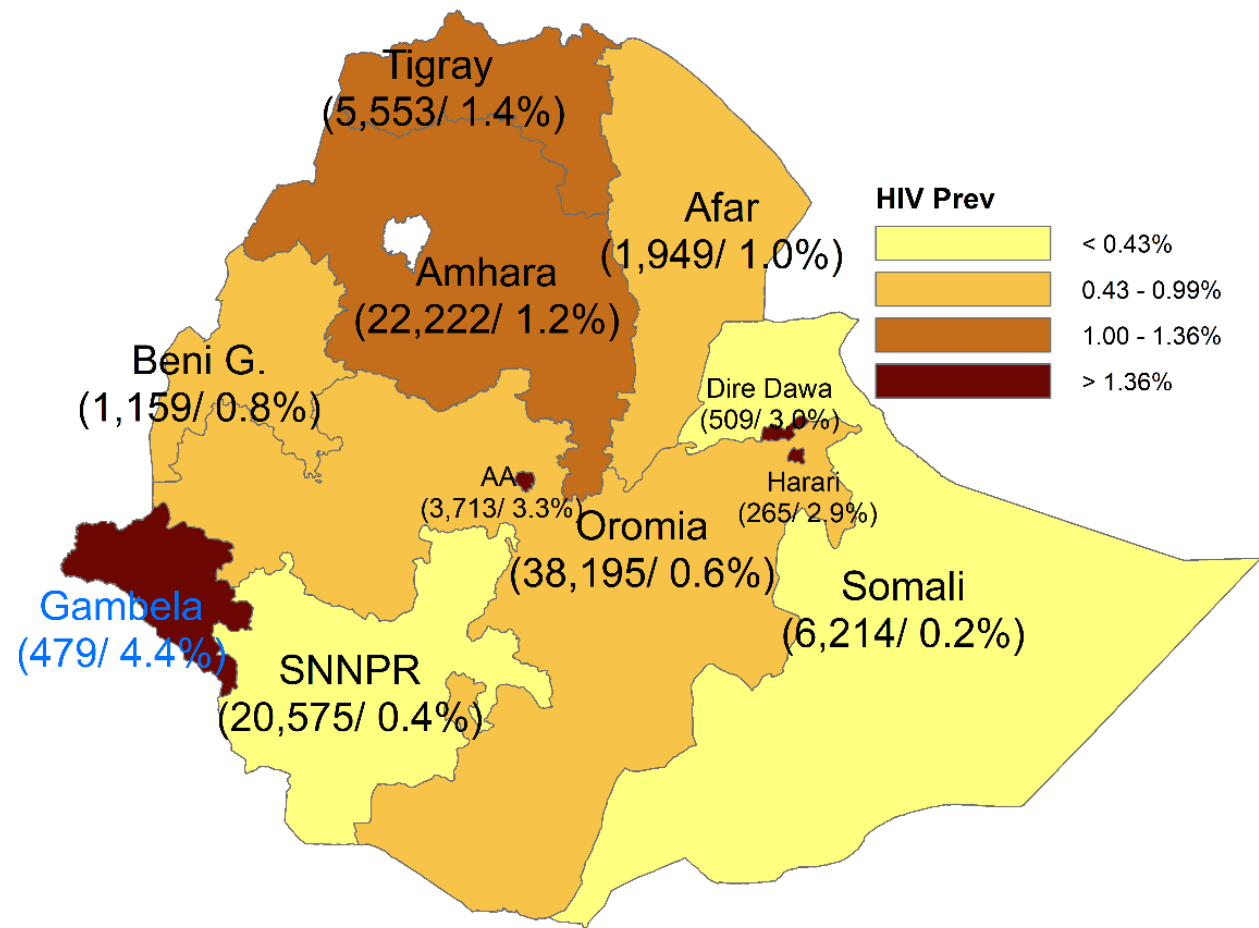 Tigray
(5,553/ 1.4%)
Afar
(1,949/ 1.0%)
Amhara
(22,222/ 1.2%)
Beni G.
(1,159/ 0.8%)
Dire Dawa
(509/ 3.0%)
AA
(3,713/ 3.3%)
Harari
(265/ 2.9%)
Oromia
(38,195/ 0.6%)
Somali
(6,214/ 0.2%)
Gambela
(479/ 4.4%)
SNNPR
(20,575/ 0.4%)
HIV Prev
< 0.43%
0.43 - 0.99%
1.00 - 1.36%
> 1.36%